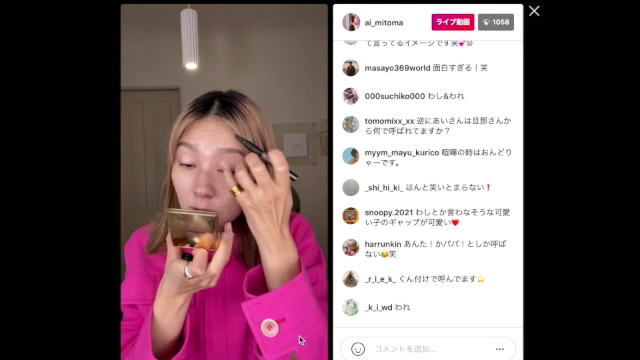 ai_mitoma
ライブ動画
1058
て言ってるイメージです笑💕😆
masayo369world 面白すぎる！笑
000suchiko000 わし&われ
tomomixx_xx 逆にあいさんは旦那さんか
ら何で呼ばれてますか？
myym_mayu_kurico 喧嘩の時はおんどり
ゃーです。
_shi_hi_ki_ ほんと笑いとまらない❗
snoopy.2021 わしとか言わなそうな可愛
い子のギャップが可愛い❤️
harrunkin あんた！かパパ！としか呼ば
ない😂笑
_r_i_e_k_ くん付けで呼んでます⭐
_k_i_wd われ
コメントを追加...